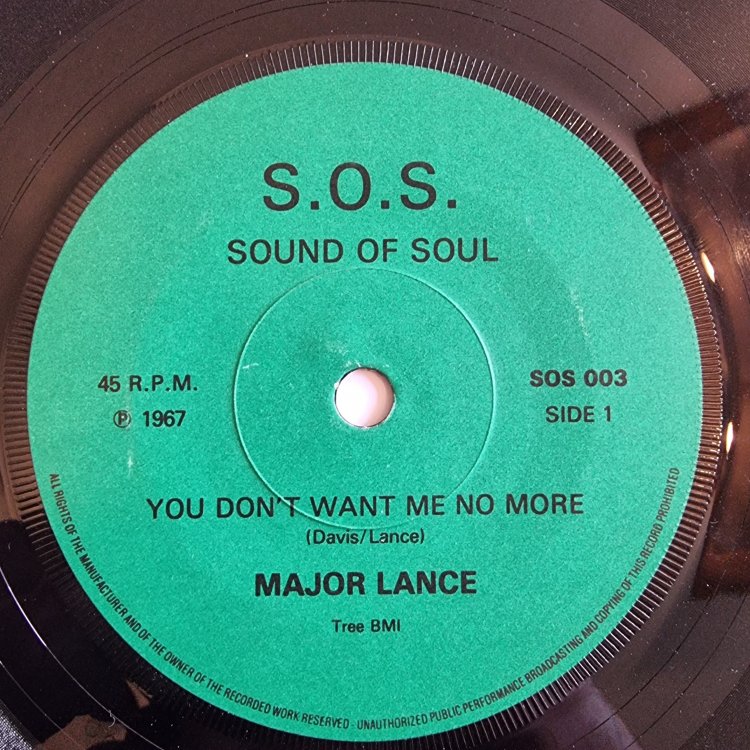 S.O.S.
SOUND OF SOUL
45 R.P.M.
℗ 1967
SOS 003
SIDE 1
YOU DON'T WANT ME NO MORE
(Davis/Lance)
MAJOR LANCE
Tree BMI
ALL RIGHTS OF THE MANUFACTURER AND OF THE OWNER OF THE RECORDED WORK RESERVED - UNAUTHORIZED PUBLIC PERFORMANCE BROADCASTING AND COPYING OF THIS RECORD PROHIBITED